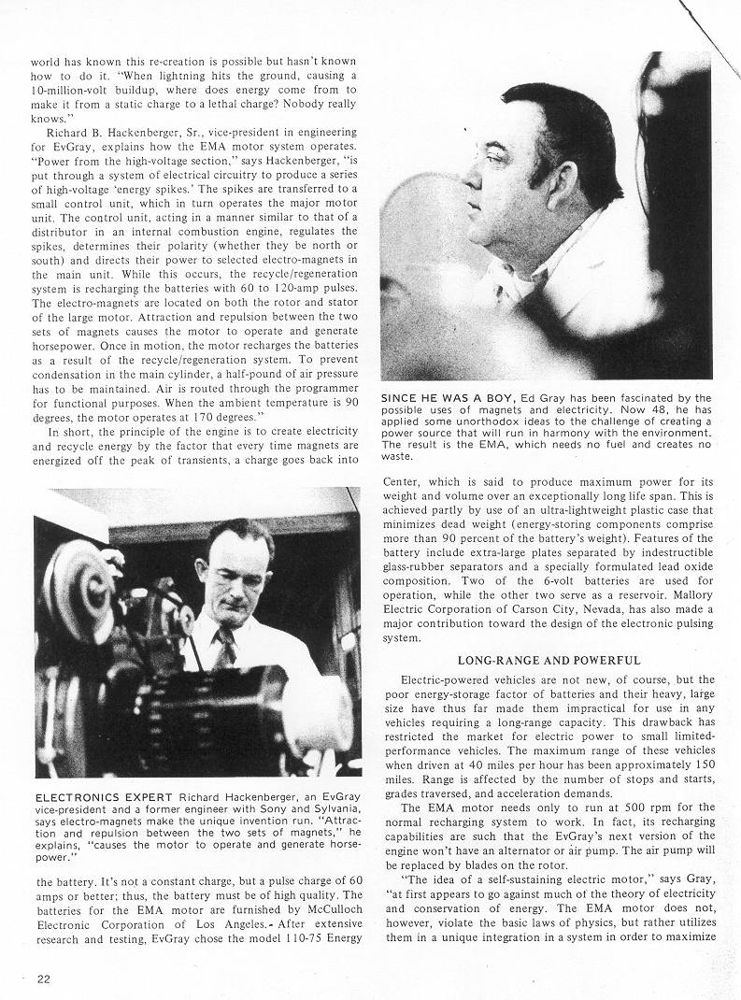 world has known this re-creation is possible but hasn't known
how to do it. "When lightning hits the ground, causing a
10-million-volt buildup, where does energy come from to
make it from a static charge to a lethal charge? Nobody really
knows."
Richard B. Hackenberger, Sr., vice-president in engineering
for EvGray, explains how the EMA motor system operates.
"Power from the high-voltage section," says Hackenberger, "is
put through a system of electrical circuitry to produce a series
of high-voltage 'energy spikes.' The spikes are transferred to a
small control unit, which in turn operates the major motor
unit. The control unit, acting in a manner similar to that of a
distributor in an internal combustion engine, regulates the
spikes, determines their polarity (whether they be north or
south) and directs their power to selected electro-magnets in
the main unit. While this occurs, the recycle/regeneration
system is recharging the batteries with 60 to 120-amp pulses.
The electro-magnets are located on both the rotor and stator
of the large motor. Attraction and repulsion between the two
sets of magnets causes the motor to operate and generate
horsepower. Once in motion, the motor recharges the batteries
as a result of the recycle/regeneration system. To prevent
condensation in the main cylinder, a half-pound of air pressure
has to be maintained. Air is routed through the programmer
for functional purposes. When the ambient temperature is 90
degrees, the motor operates at 170 degrees."
In short, the principle of the engine is to create electricity
and recycle energy by the factor that every time magnets are
energized off the peak of transients, a charge goes back into
ELECTRONICS EXPERT Richard Hackenberger, an EvGray
vice-president and a former engineer with Sony and Sylvania,
says electro-magnets make the unique invention run. "Attrac-
tion and repulsion between the two sets of magnets," he
explains, "causes the motor to operate and generate horse-
power."
the battery. It's not a constant charge, but a pulse charge of 60
amps or better; thus, the battery must be of high quality. The
batteries for the EMA motor are furnished by McCulloch
Electronic Corporation of Los Angeles. After extensive
research and testing, EvGray chose the model 110-75 Energy
SINCE HE WAS A BOY, Ed Gray has been fascinated by the
possible uses of magnets and electricity. Now 48, he has
applied some unorthodox ideas to the challenge of creating a
power source that will run in harmony with the environment.
The result is the EMA, which needs no fuel and creates no
waste.
Center, which is said to produce maximum power for its
weight and volume over an exceptionally long life span. This is
achieved partly by use of an ultra-lightweight plastic case that
minimizes dead weight (energy-storing components comprise
more than 90 percent of the battery's weight). Features of the
battery include extra-large plates separated by indestructible
glass-rubber separators and a specially formulated lead oxide
composition. Two of the 6-volt batteries are used for
operation, while the other two serve as a reservoir. Mallory
Electric Corporation of Carson City, Nevada, has also made a
major contribution toward the design of the electronic pulsing
system.
LONG-RANGE AND POWERFUL
Electric-powered vehicles are not new, of course, but the
poor energy-storage factor of batteries and their heavy, large
size have thus far made them impractical for use in any
vehicles requiring a long-range capacity. This drawback has
restricted the market for electric power to small limited-
performance vehicles. The maximum range of these vehicles
when driven at 40 miles per hour has been approximately 150
miles. Range is affected by the number of stops and starts,
grades traversed, and acceleration demands.
The EMA motor needs only to run at 500 rpm for the
normal recharging system to work. In fact, its recharging
capabilities are such that the EvGray's next version of the
engine won't have an alternator or air pump. The air pump will
be replaced by blades on the rotor.
"The idea of a self-sustaining electric motor," says Gray,
"at first appears to go against much of the theory of electricity
and conservation of energy. The EMA motor does not,
however, violate the basic laws of physics, but rather utilizes
them in a unique integration in a system in order to maximize
22